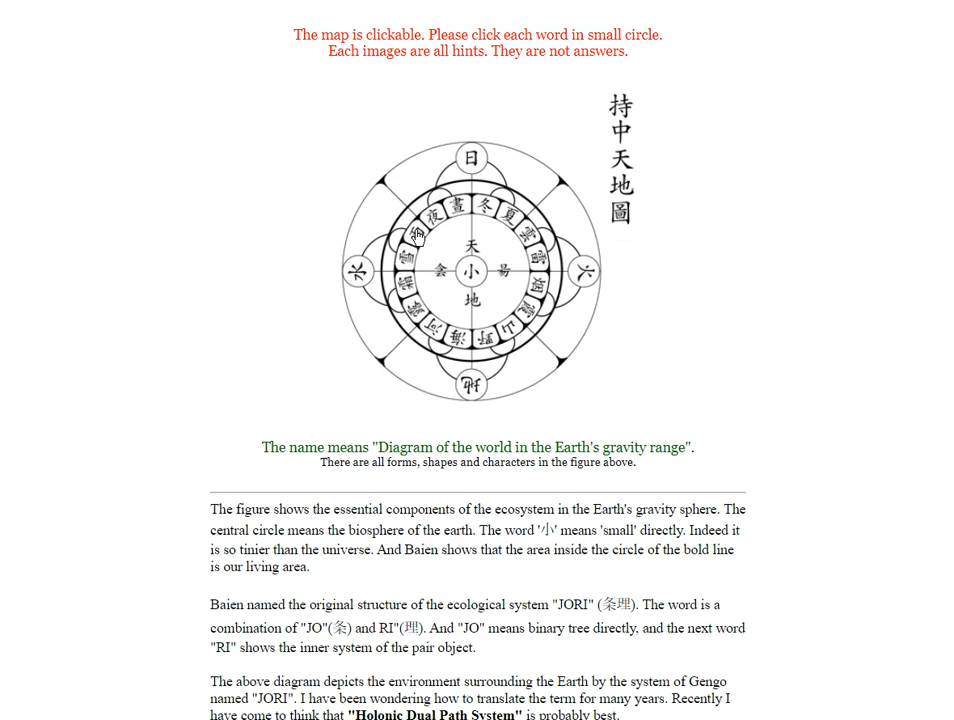 The map is clickable. Please click each word in small circle.
Each images are all hints. They are not answers.
持中天地圖
日
夜 晝 冬 夏
雲
雷
雪
天
水
小
火
地
霜
烟
河 海 野 山
The name means "Diagram of the world in the Earth's gravity range".
There are all forms, shapes and characters in the figure above.
The figure shows the essential components of the ecosystem in the Earth's gravity sphere. The
central circle means the biosphere of the earth. The word '小' means 'small' directly. Indeed it
is so tinier than the universe. And Baien shows that the area inside the circle of the bold line
is our living area.
Baien named the original structure of the ecological system "JORI" (条理). The word is a
combination of "JO"(条) and RI"(理). And "JO" means binary tree directly, and the next word
"RI" shows the inner system of the pair object.
The above diagram depicts the environment surrounding the Earth by the system of Gengo
named "JORI". I have been wondering how to translate the term for many years. Recently I
have come to think that "Holonic Dual Path System" is probably best.